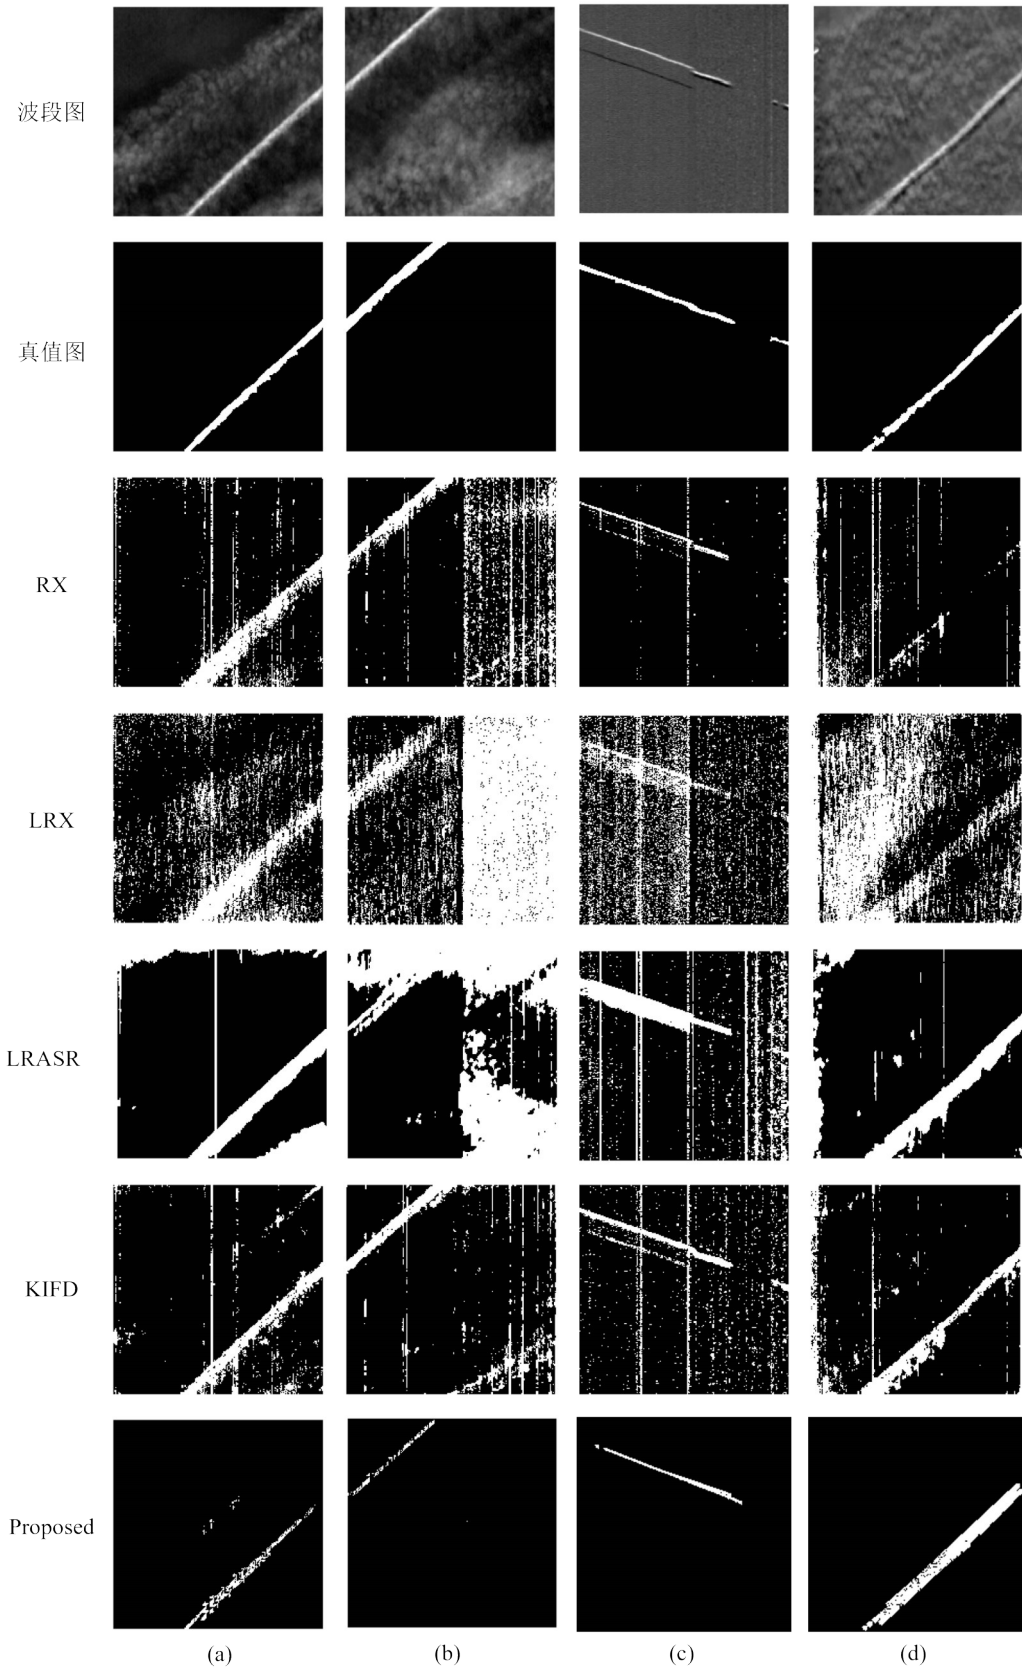 波段图
真值图
RX
LRX
LRASR
KIFD
Proposed
(a) (b) (c) (d)